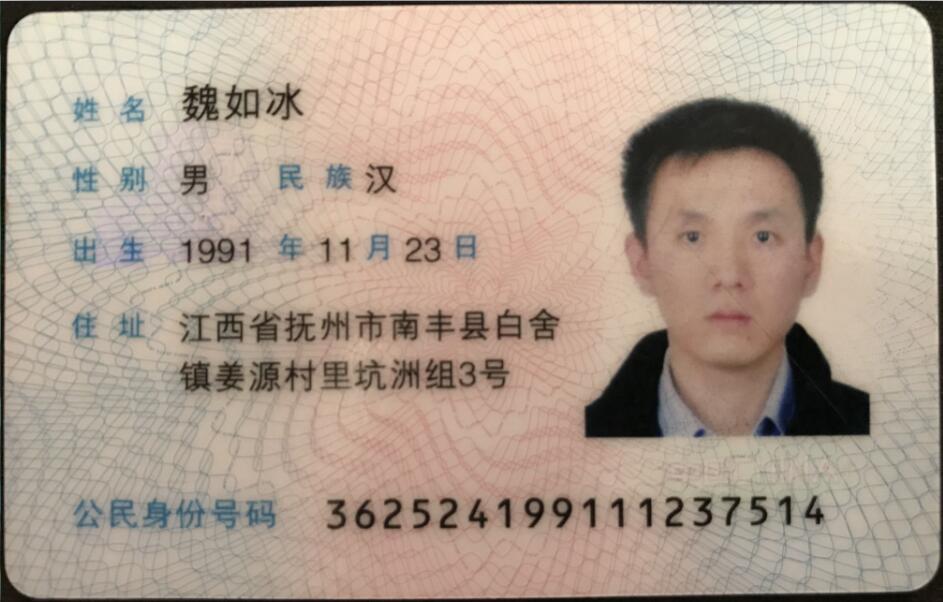 姓名 魏如冰
性别 男 民族 汉
出生 1991 年 11 月 23 日
住址 江西省抚州市南丰县白舍
镇姜源村里坑洲组3号
公民身份号码 362524199111237514